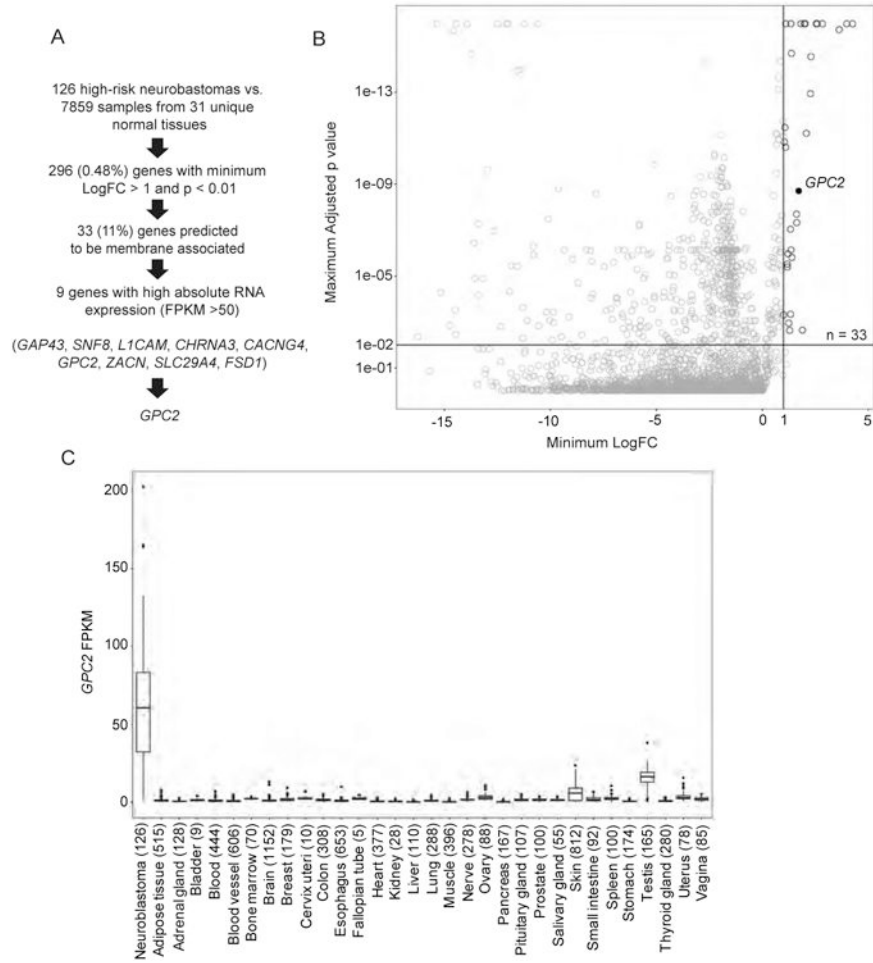 A
126 high-risk neurobastomas vs.
7859 samples from 31 unique
normal tissues
296 (0.48%) genes with minimum
LogFC > 1 and p < 0.01
33 (11%) genes predicted
to be membrane associated
9 genes with high absolute RNA
expression (FPKM >50)
(GAP43, SNF8, L1CAM, CHRNA3, CACNG4,
GPC2, ZACN, SLC29A4, FSD1)
GPC2
B
Maximum Adjusted p value
1e-13
1e-09
1e-05
1e-02
1e-01
GPC2
n = 33
-15
-10
-5
0
1
5
Minimum LogFC
C
GPC2 FPKM
200
150
100
50
0
Neuroblastoma (126)
Adipose tissue (515)
Adrenal gland (128)
Bladder (9)
Blood (444)
Blood vessel (606)
Bone marrow (70)
Brain (1152)
Breast (179)
Cervix uteri (10)
Colon (308)
Esophagus (653)
Fallopian tube (5)
Heart (377)
Kidney (28)
Liver (110)
Lung (288)
Muscle (396)
Nerve (278)
Ovary (88)
Pancreas (167)
Pituitary gland (107)
Prostate (100)
Salivary gland (55)
Skin (812)
Small intestine (92)
Spleen (100)
Stomach (174)
Testis (165)
Thyroid gland (280)
Uterus (78)
Vagina (85)